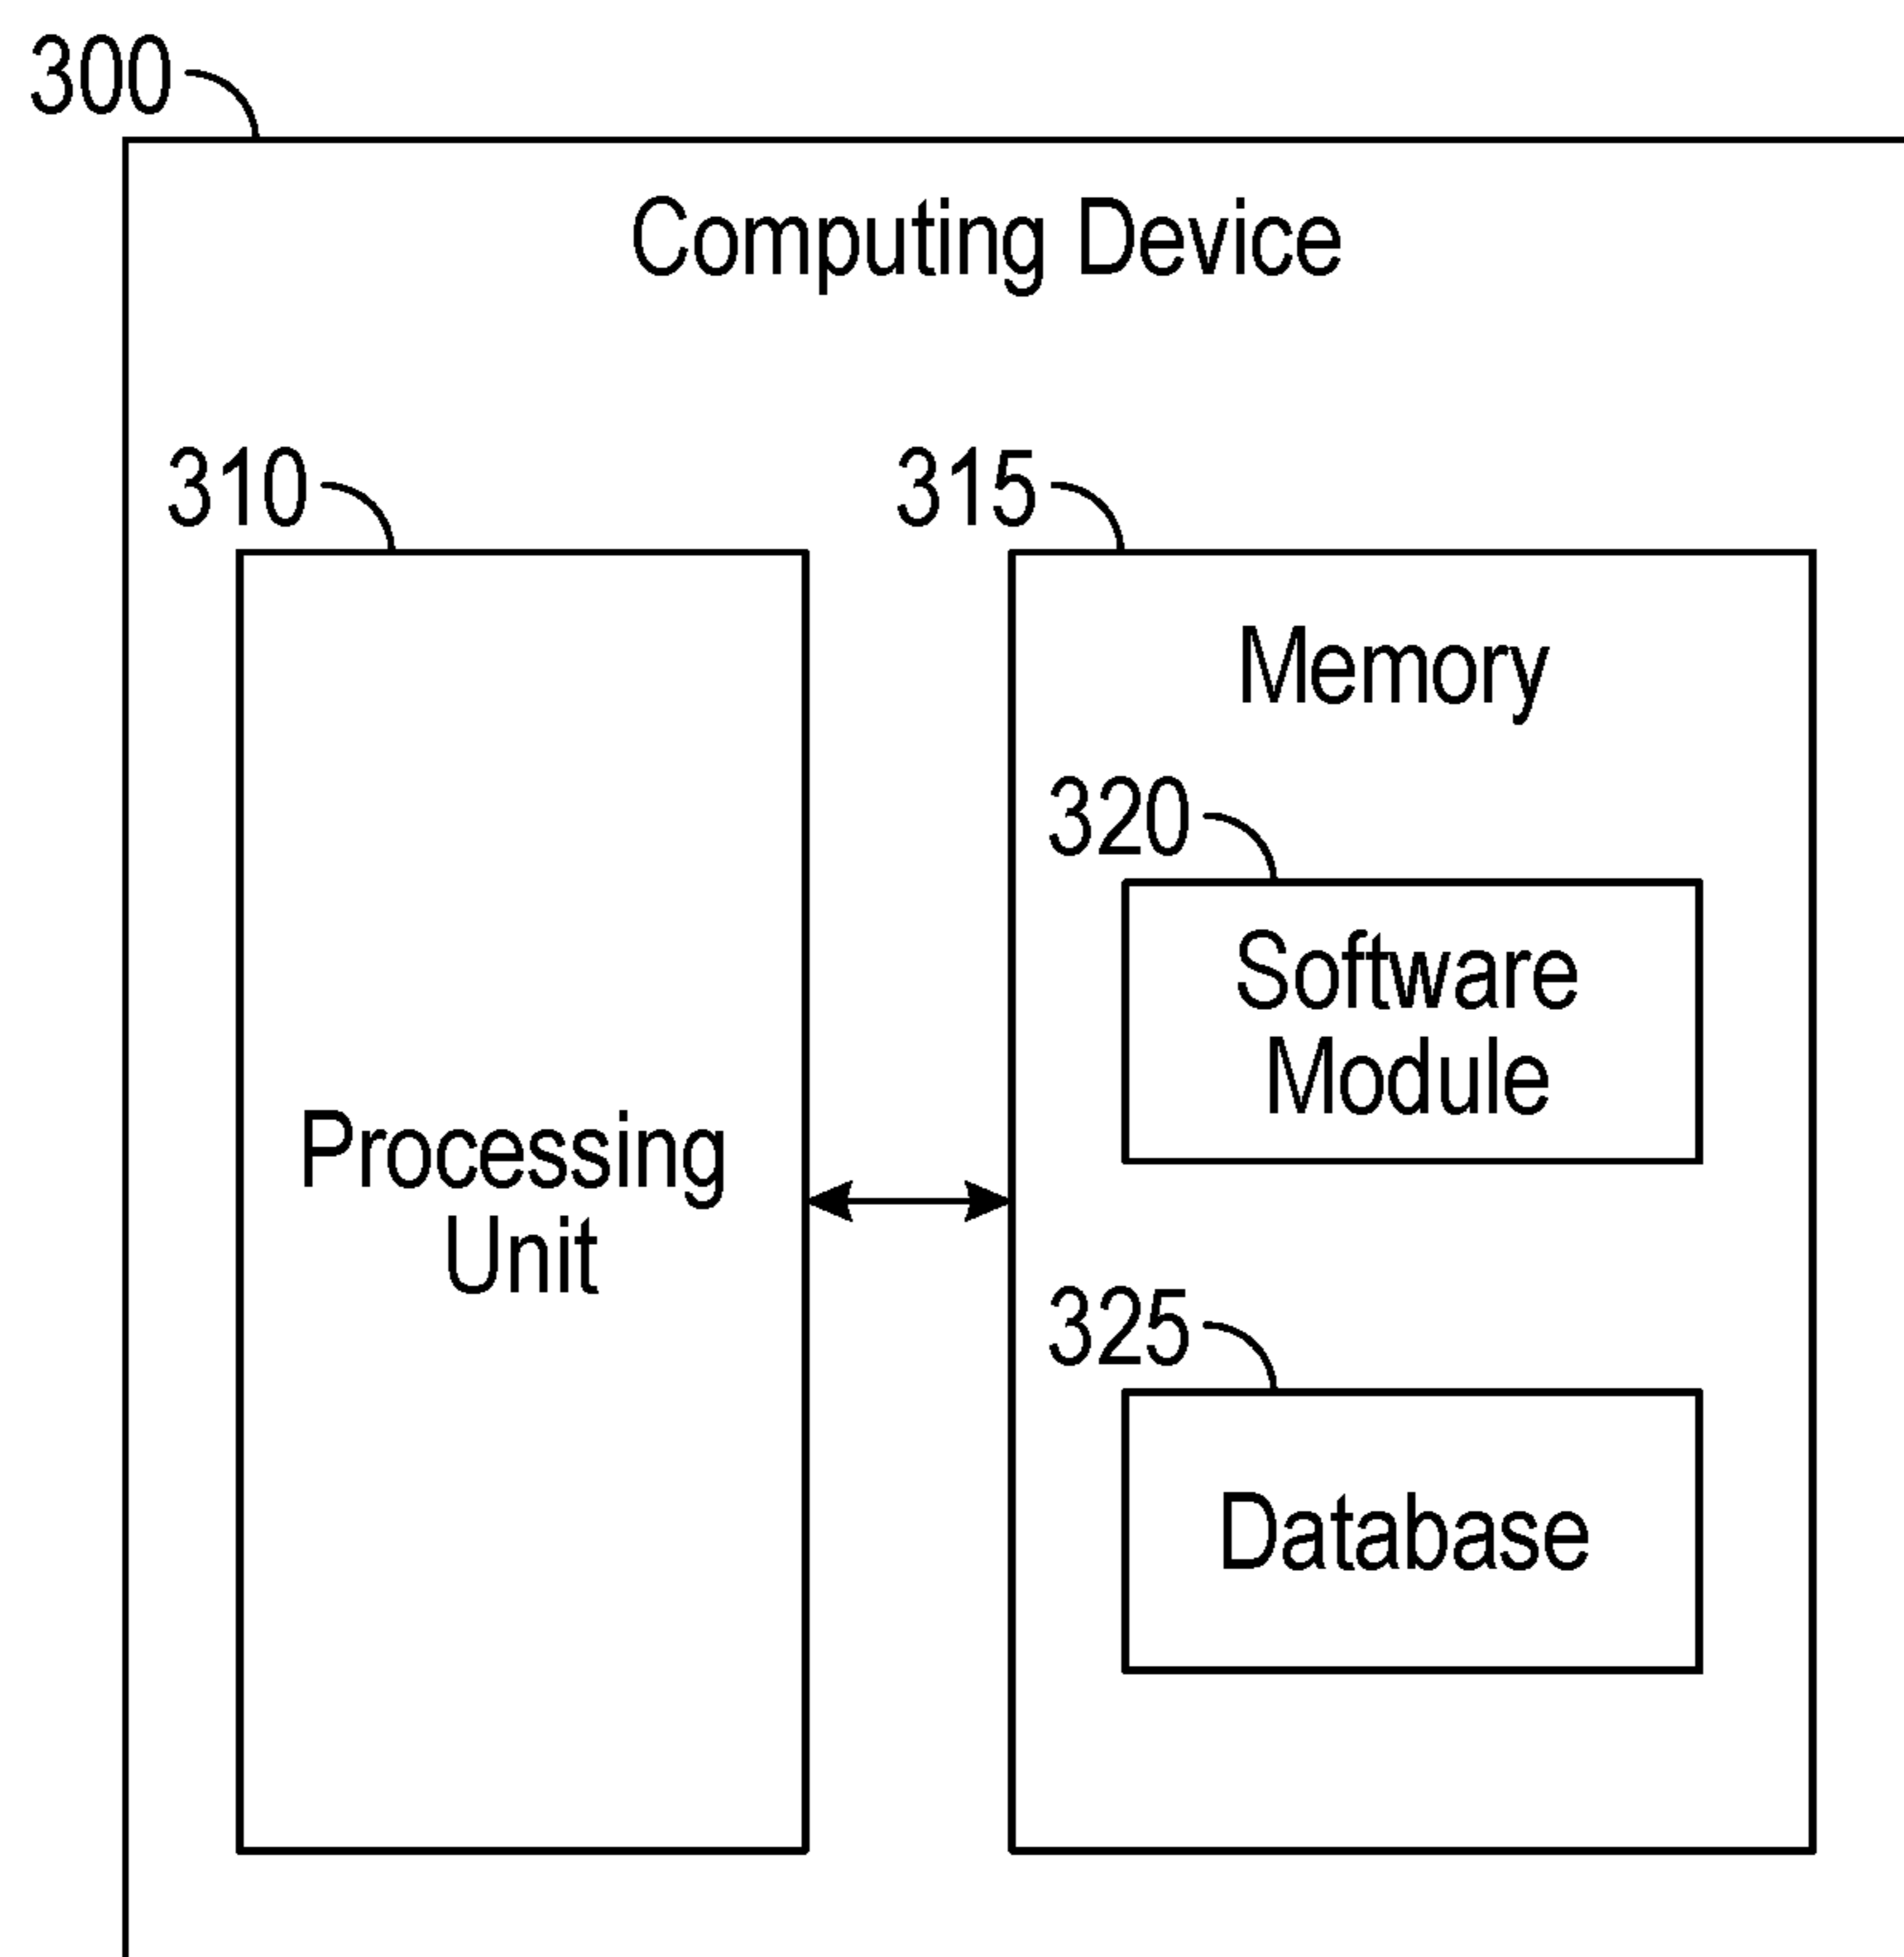 300
Computing Device
310
315
Memory
320
Software
Module
Processing
Unit
325
Database